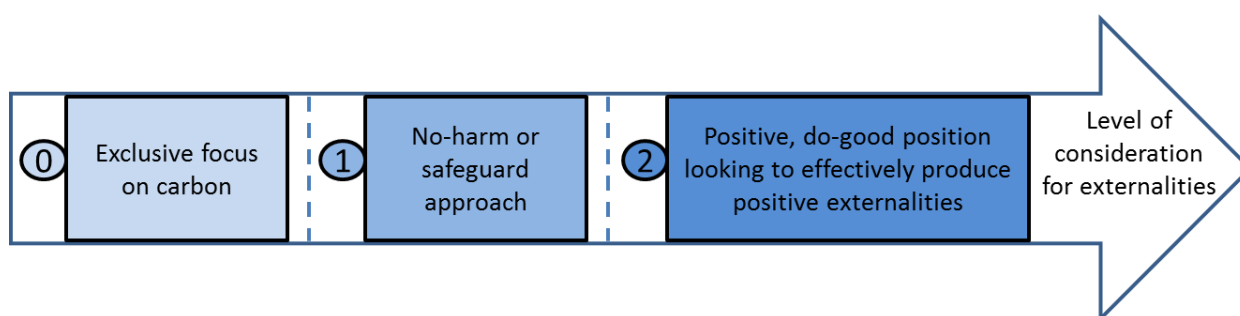 0
Exclusive focus
on carbon
1
No-harm or
safeguard
approach
2
Positive, do-good position
looking to effectively produce
positive externalities
Level of
consideration
for externalities